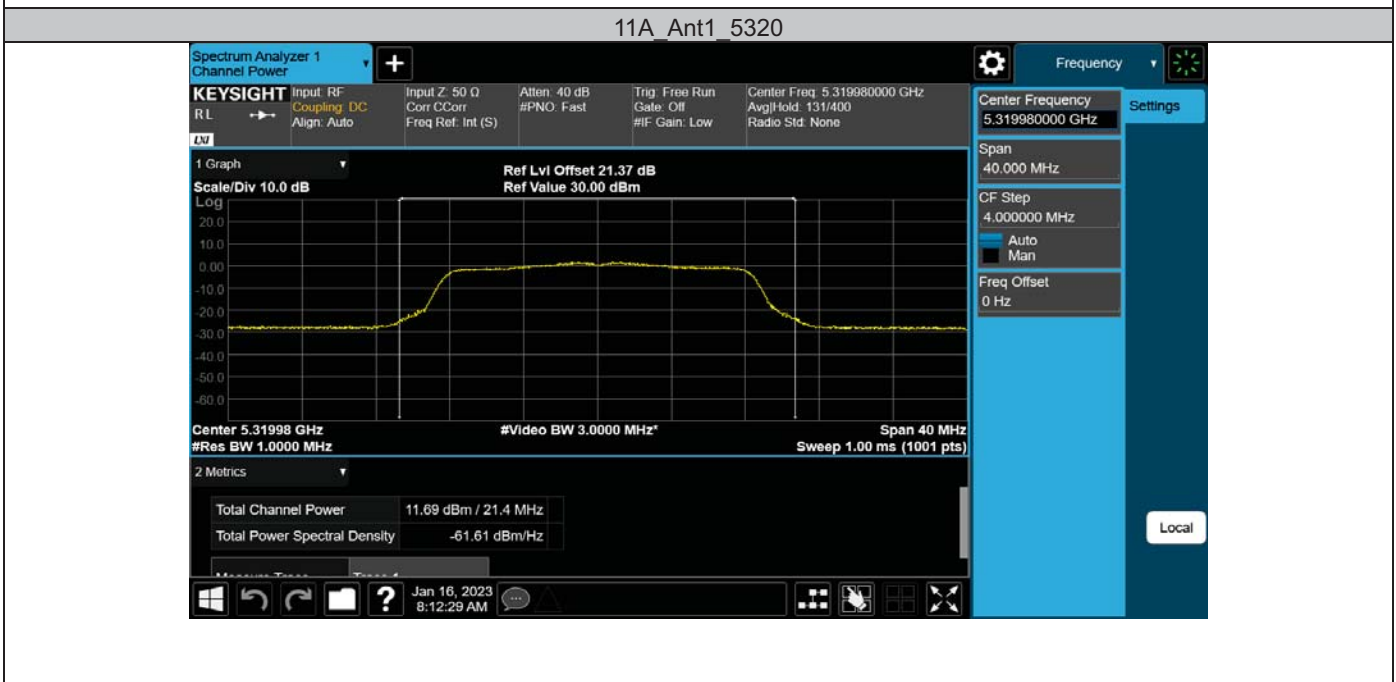 11A_Ant1_5320
Spectrum Analyzer 1
Channel Power
Frequency
KEYSIGHT
RL
LXI
Input: RF
Coupling: DC
Align: Auto
Input Z: 50 Ω
Corr CCorr
Freq Ref: Int (S)
Atten: 40 dB
#PNO: Fast
Trig: Free Run
Gate: Off
#IF Gain: Low
Center Freq: 5.319980000 GHz
Avg|Hold: 131/400
Radio Std: None
Center Frequency
5.319980000 GHz
Settings
Span
40.000 MHz
CF Step
4.000000 MHz
Auto
Man
Freq Offset
0 Hz
1 Graph
Scale/Div 10.0 dB
Ref Lvl Offset 21.37 dB
Ref Value 30.00 dBm
Log
20.0
10.0
0.00
-10.0
-20.0
-30.0
-40.0
-50.0
-60.0
Center 5.31998 GHz
#Video BW 3.0000 MHz*
Span 40 MHz
#Res BW 1.0000 MHz
Sweep 1.00 ms (1001 pts)
2 Metrics
Total Channel Power 11.69 dBm / 21.4 MHz
Total Power Spectral Density -61.61 dBm/Hz
Local
?
Jan 16, 2023
8:12:29 AM